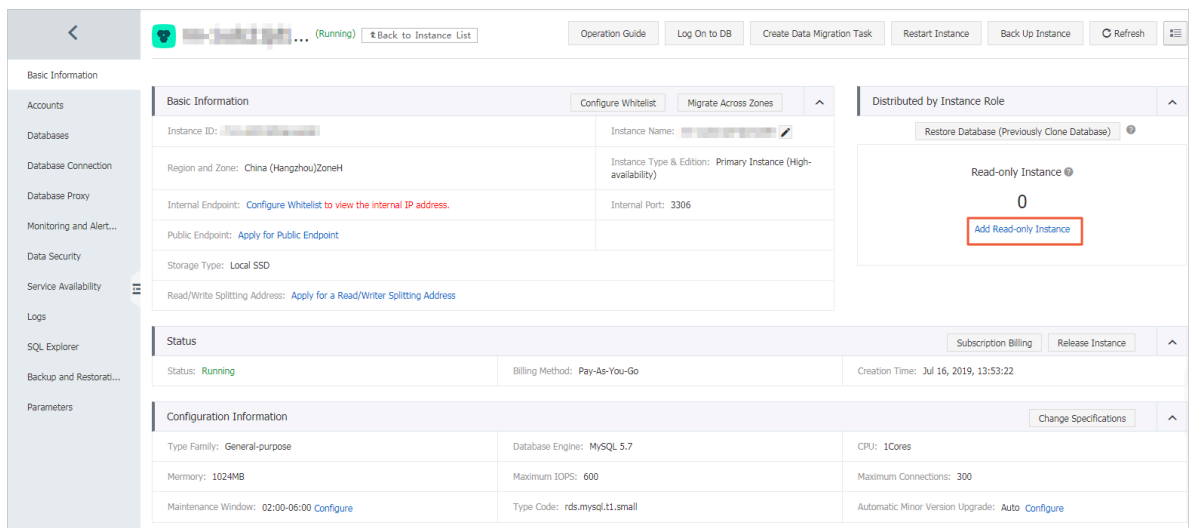 ... (Running) Back to Instance List Operation Guide Log On to DB Create Data Migration Task Restart Instance Back Up Instance Refresh
Basic Information
Accounts
Databases
Database Connection
Database Proxy
Monitoring and Alert...
Data Security
Service Availability
Logs
SQL Explorer
Backup and Restorati...
Parameters
Basic Information Configure Whitelist Migrate Across Zones
Instance ID: Instance Name:
Region and Zone: China (Hangzhou)ZoneH Instance Type & Edition: Primary Instance (High-
availability)
Internal Endpoint: Configure Whitelist to view the internal IP address. Internal Port: 3306
Public Endpoint: Apply for Public Endpoint
Storage Type: Local SSD
Read/Write Splitting Address: Apply for a Read/Writer Splitting Address
Distributed by Instance Role
Restore Database (Previously Clone Database)
Read-only Instance
0
Add Read-only Instance
Status Subscription Billing Release Instance
Status: Running Billing Method: Pay-As-You-Go Creation Time: Jul 16, 2019, 13:53:22
Configuration Information Change Specifications
Type Family: General-purpose Database Engine: MySQL 5.7 CPU: 1Cores
Mermory: 1024MB Maximum IOPS: 600 Maximum Connections: 300
Maintenance Window: 02:00-06:00 Configure Type Code: rds.mysql.t1.small Automatic Minor Version Upgrade: Auto Configure